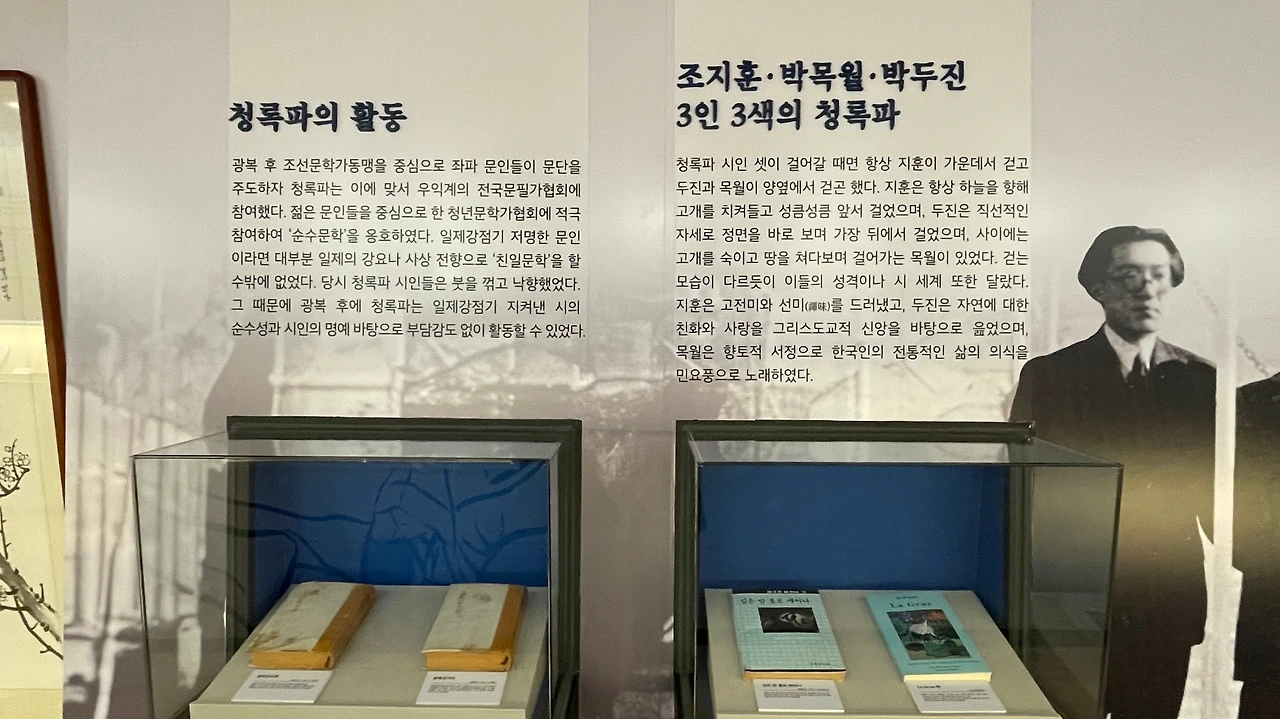 청록파의 활동
광복 후 조선문학가동맹을 중심으로 좌파 문인들이 문단을
주도하자 청록파는 이에 맞서 우익계의 전국문필가협회에
참여했다. 젊은 문인들을 중심으로 한 청년문학가협회에 적극
참여하여 ‘순수문학’을 옹호하였다. 일제강점기 저명한 문인
이라면 대부분 일제의 강요나 사상 전향으로 ‘친일문학’을 할
수밖에 없었다. 당시 청록파 시인들은 붓을 꺾고 낙향했었다.
그 때문에 광복 후에 청록파는 일제강점기 지켜낸 시의
순수성과 시인의 명예 바탕으로 부담감도 없이 활동할 수 있었다.
조지훈·박목월·박두진
3인 3색의 청록파
청록파 시인 셋이 걸어갈 때면 항상 지훈이 가운데서 걷고
두진과 목월이 양옆에서 걷곤 했다. 지훈은 항상 하늘을 향해
고개를 치켜들고 성큼성큼 앞서 걸었으며, 두진은 직선적인
자세로 정면을 바로 보며 가장 뒤에서 걸었으며, 사이에는
고개를 숙이고 땅을 쳐다보며 걸어가는 목월이 있었다. 걷는
모습이 다르듯이 이들의 성격이나 시 세계 또한 달랐다.
지훈은 고전미와 선미(禪味)를 드러냈고, 두진은 자연에 대한
친화와 사랑을 그리스도교적 신앙을 바탕으로 읊었으며,
목월은 향토적 서정으로 한국인의 전통적인 삶의 의식을
민요풍으로 노래하였다.
La Grue